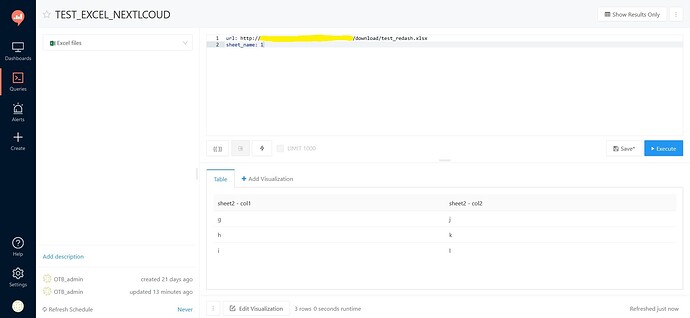 TEST_EXCEL_NEXTLCOUD
Show Results Only
Dashboards
Queries
Alerts
Create
Help
Settings
Excel files
1 url: http:// /download/test_redash.xlsx
2 sheet_name: 1
{{ }}
LIMIT 1000
Save*
Execute
Table
+ Add Visualization
sheet2 - col1 sheet2 - col2
g j
h k
i l
Add description
OTB_admin created 21 days ago
OTB_admin updated 13 minutes ago
Refresh Schedule Never
Edit Visualization 3 rows 0 seconds runtime Refreshed just now